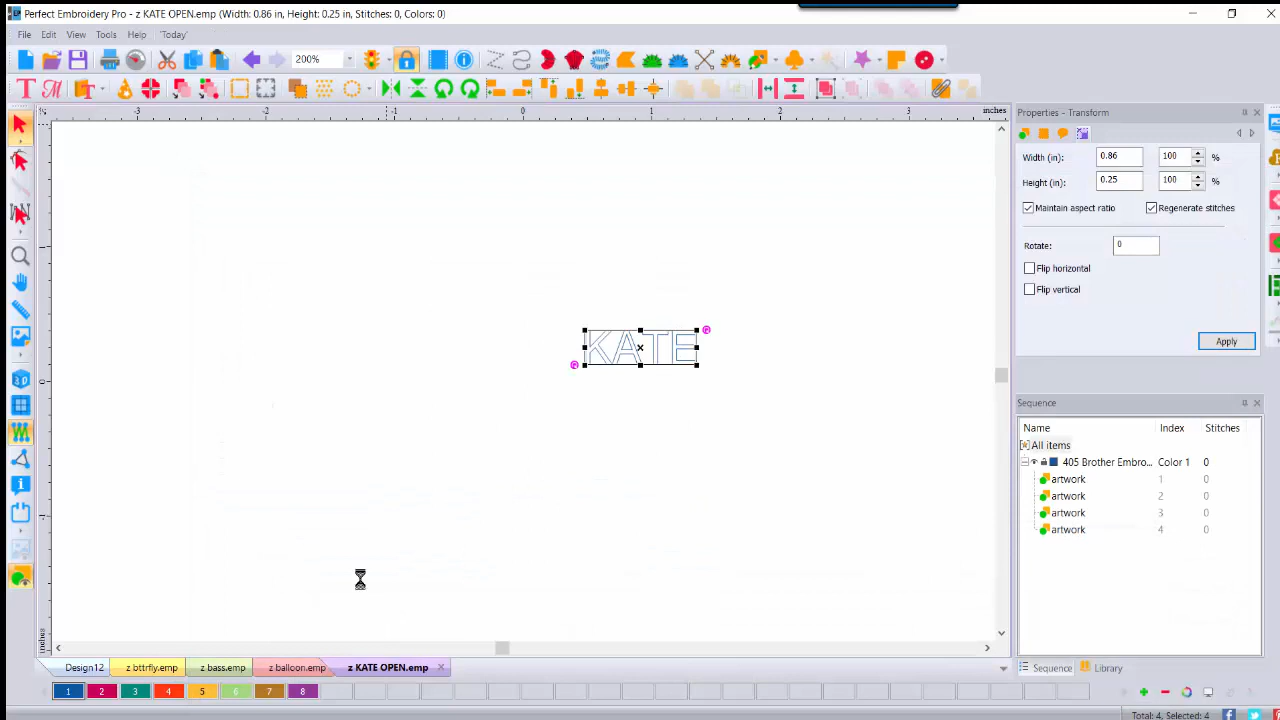 Perfect Embroidery Pro - z KATE OPEN.emp (Width: 0.86 in, Height: 0.25 in, Stitches: 0, Colors: 0)
File Edit View Tools Help 'Today'
200%
-3 -2 -1 0 1 2 3 inches
Properties - Transform
Width (in): 0.86 100 %
Height (in): 0.25 100 %
Maintain aspect ratio Regenerate stitches
Rotate: 0
Flip horizontal
Flip vertical
Apply
KATE
0
inches
Sequence
Name Index Stitches
All items
405 Brother Embro... Color 1 0
artwork 1 0
artwork 2 0
artwork 3 0
artwork 4 0
Design12 z bttrfly.emp z bass.emp z balloon.emp z KATE OPEN.emp
Sequence Library
1 2 3 4 5 6 7 8
Total: 4, Selected: 4